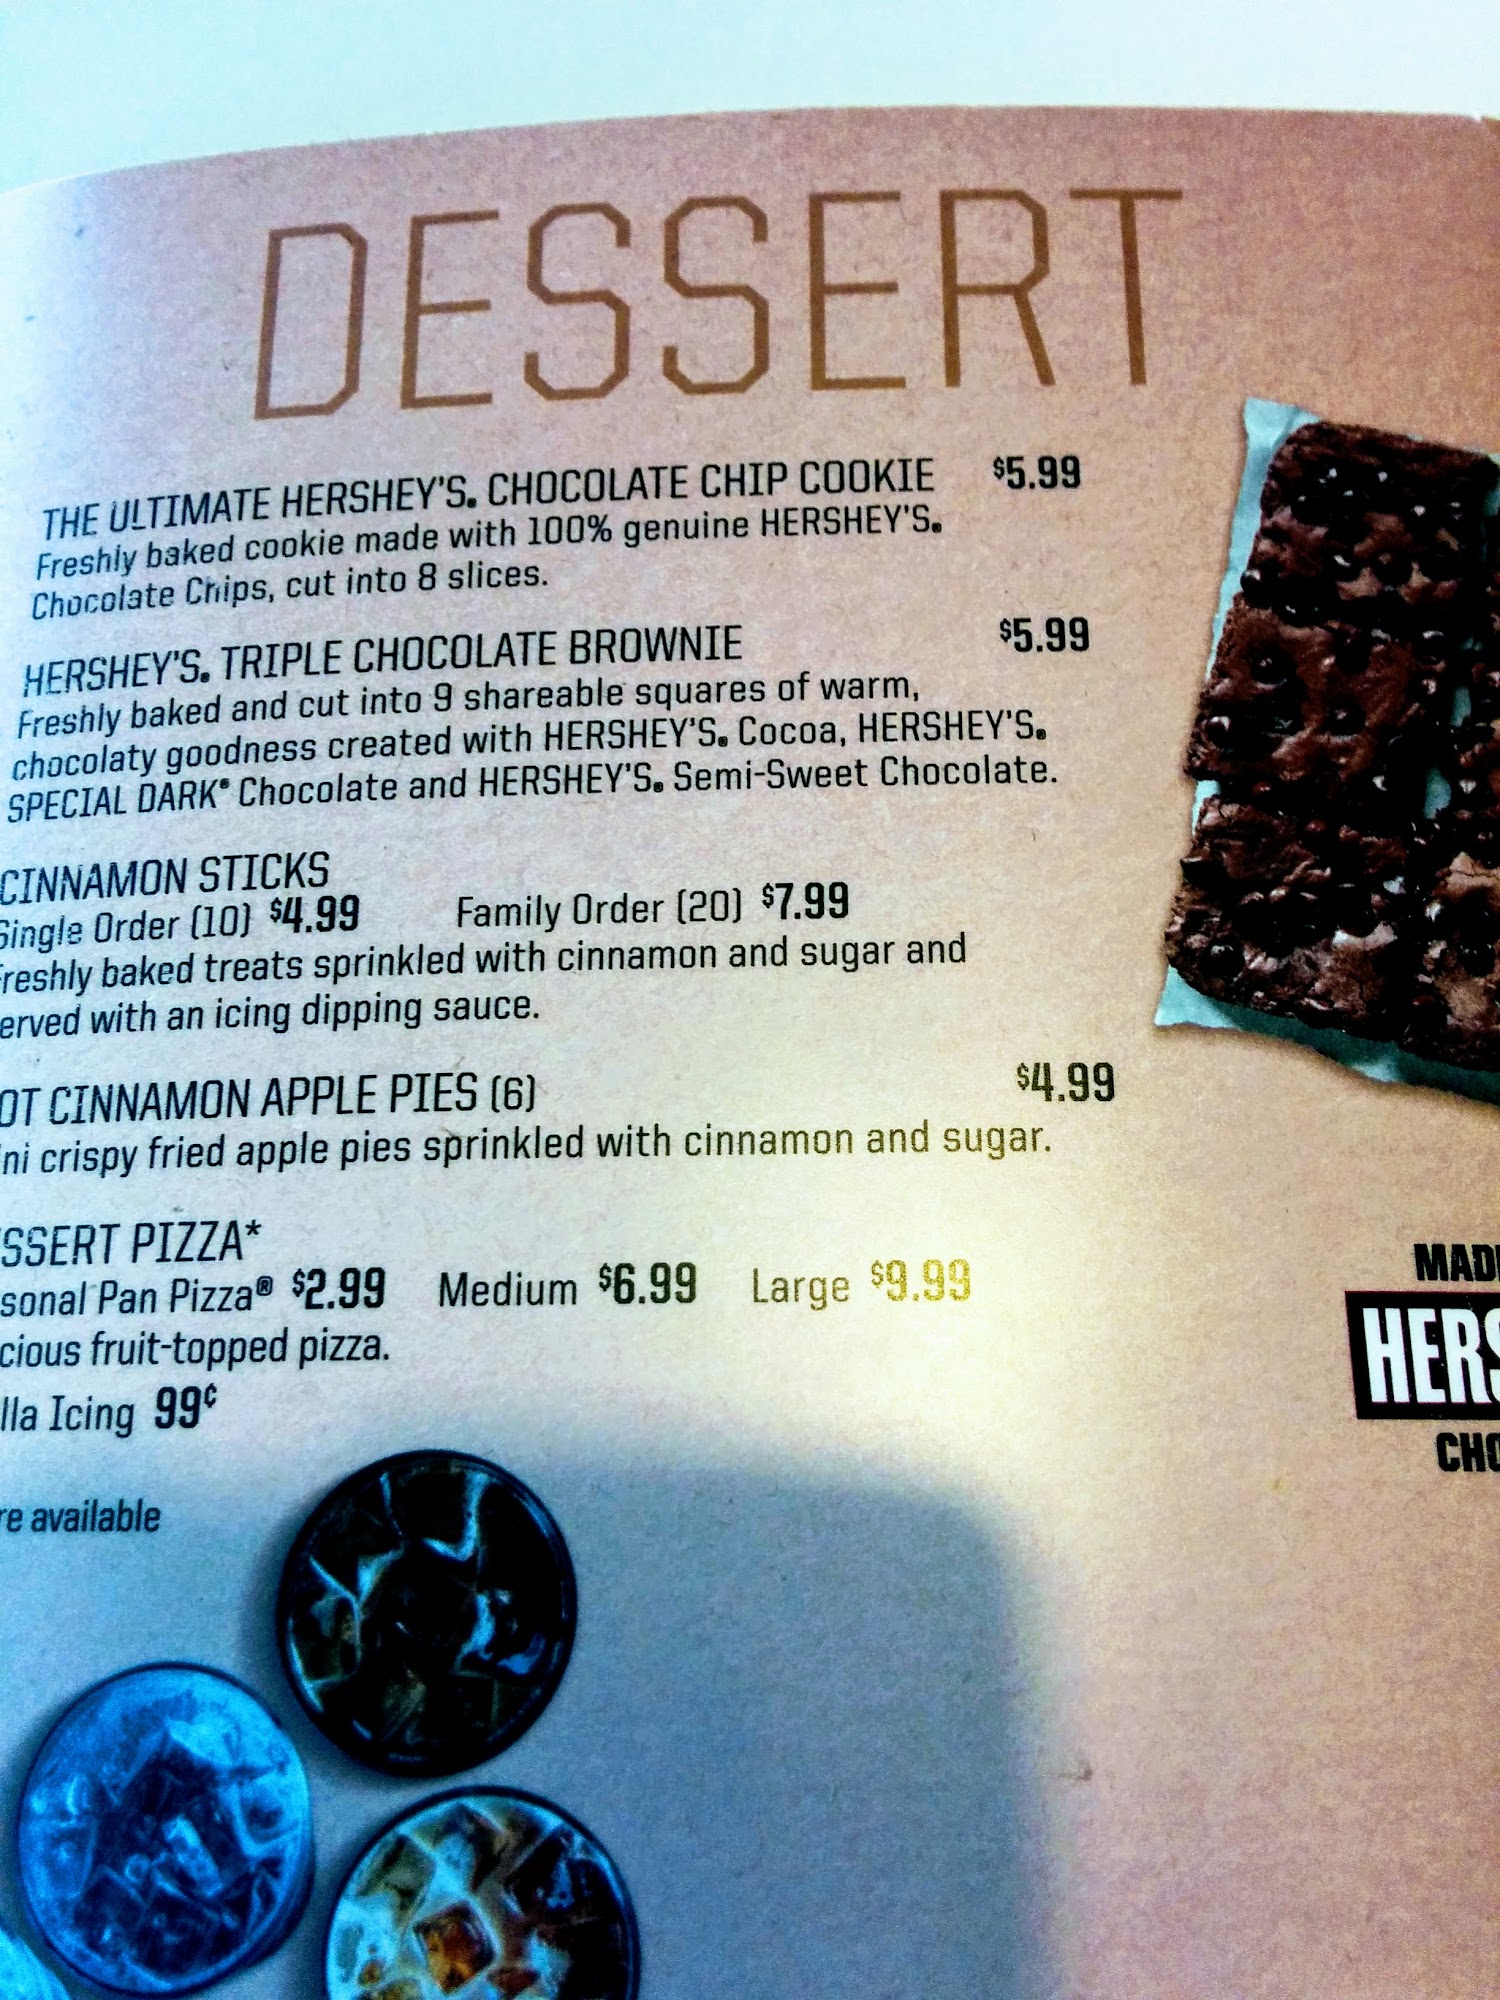 DESSERT
THE ULTIMATE HERSHEY'S. CHOCOLATE CHIP COOKIE $5.99
Freshly baked cookie made with 100% genuine HERSHEY'S.
Chocolate Chips, cut into 8 slices.
HERSHEY'S. TRIPLE CHOCOLATE BROWNIE $5.99
Freshly baked and cut into 9 shareable squares of warm,
chocolaty goodness created with HERSHEY'S. Cocoa, HERSHEY'S.
SPECIAL DARK® Chocolate and HERSHEY'S. Semi-Sweet Chocolate.
CINNAMON STICKS
Single Order (10) $4.99 Family Order (20) $7.99
reshly baked treats sprinkled with cinnamon and sugar and
erved with an icing dipping sauce.
OT CINNAMON APPLE PIES (6) $4.99
ni crispy fried apple pies sprinkled with cinnamon and sugar.
SSERT PIZZA*
sonal Pan Pizza® $2.99 Medium $6.99 Large $9.99
cious fruit-topped pizza.
lla Icing 99¢
re available
MAD
HERS
CHO